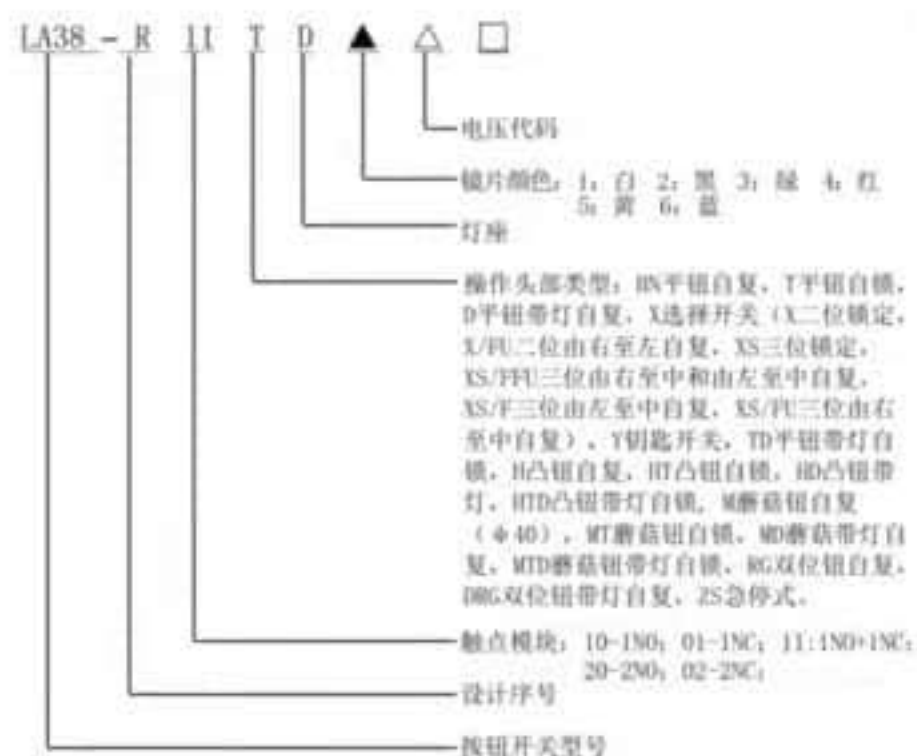 LA38 - R 11 T D ▲ △ □
电压代码
镜片颜色：1：白 2：黑 3：绿 4：红
5：黄 6：蓝
灯座
操作头部类型：BN平钮自复，T平钮自锁，
D平钮带灯自复，X选择开关（X二位锁定，
X/FU二位由右至左自复，XS三位锁定，
XS/FFU三位由右至中和由左至中自复，
XS/F三位由左至中自复，XS/FU三位由右
至中自复），Y钥匙开关，TD平钮带灯自
锁，H凸钮自复，HT凸钮自锁，HD凸钮带
灯，HTD凸钮带灯自锁，M蘑菇钮自复
（Φ40），MT蘑菇钮自锁，MD蘑菇带灯自
复，MTD蘑菇钮带灯自锁，RG双位钮自复，
DRG双位钮带灯自复，ZS急停式。
触点模块：10-1NO；01-1NC；11:1NO+1NC；
20-2NO；02-2NC；
设计序号
按钮开关型号